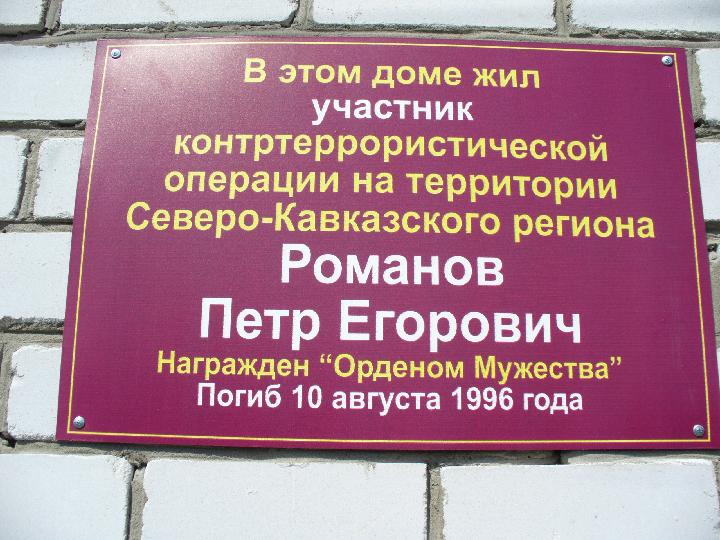 В этом доме жил
участник
контртеррористической
операции на территории
Северо-Кавказского региона
Романов
Петр Егорович
Награжден “Орденом Мужества”
Погиб 10 августа 1996 года